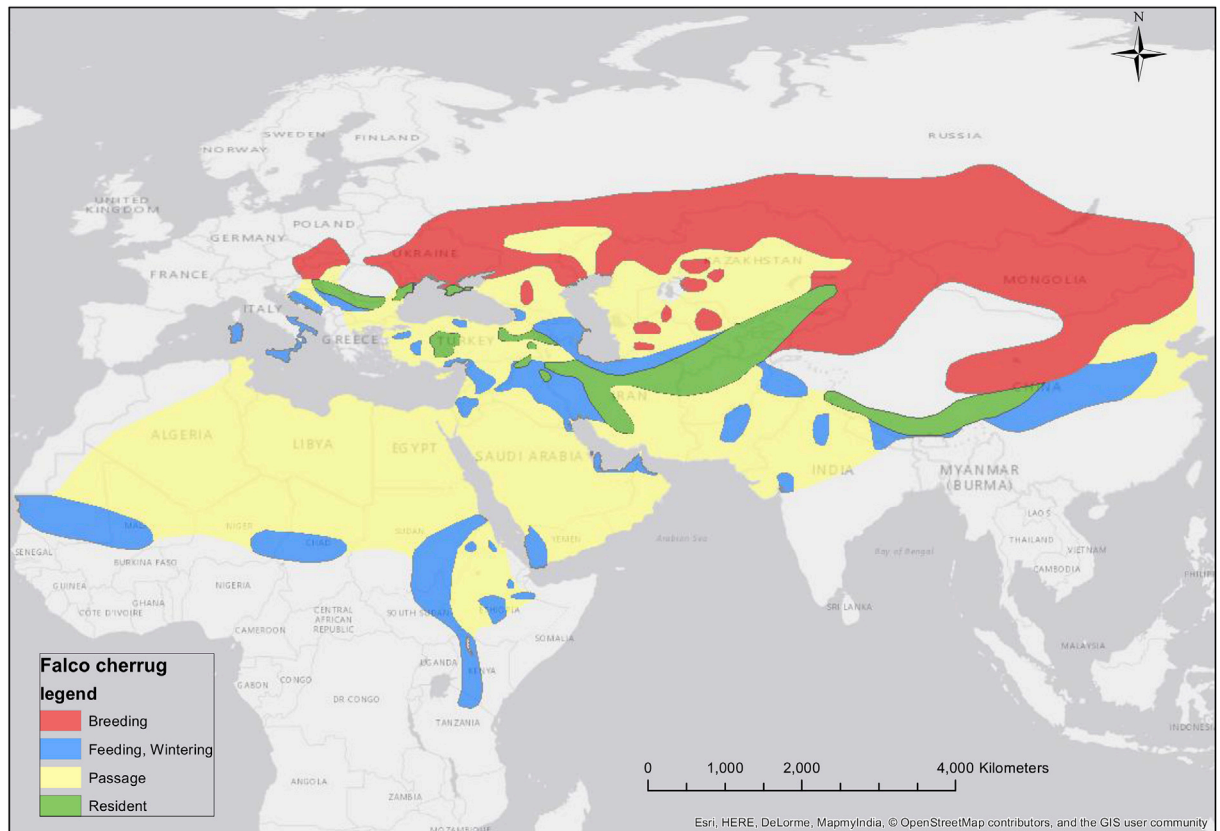 N
RUSSIA
SWEDEN
FINLAND
NORWAY
UNITED
KINGDOM
POLAND
GERMANY
UKRAINE
FRANCE
KAZAKHSTAN
MONGOLIA
ITALY
GREECE
TURKEY
CHINA
IRAN
ALGERIA
LIBYA
EGYPT
SAUDI ARABIA
INDIA
MYANMAR
(BURMA)
LAOS
MALI
NIGER
CHAD
SUDAN
YEMEN
Arabian Sea
Bay of Bengal
THAILAND
VIETNAM
SENEGAL
BURKINA FASO
CAMBODIA
PHILIP
GUINEA
NIGERIA
GHANA
CÔTE D'IVOIRE
CENTRAL
AFRICAN
REPUBLIC
SOUTH SUDAN
ETHIOPIA
SRI LANKA
CAMEROON
SOMALIA
MALAYSIA
Falco cherrug
legend
UGANDA
KENYA
GABON
CONGO
DR CONGO
Breeding
TANZANIA
INDONESIA
Feeding, Wintering
Passage
0 1,000 2,000 4,000 Kilometers
ANGOLA
Resident
ZAMBIA
MOZAMBIQUE
Esri, HERE, DeLorme, MapmyIndia, © OpenStreetMap contributors, and the GIS user community